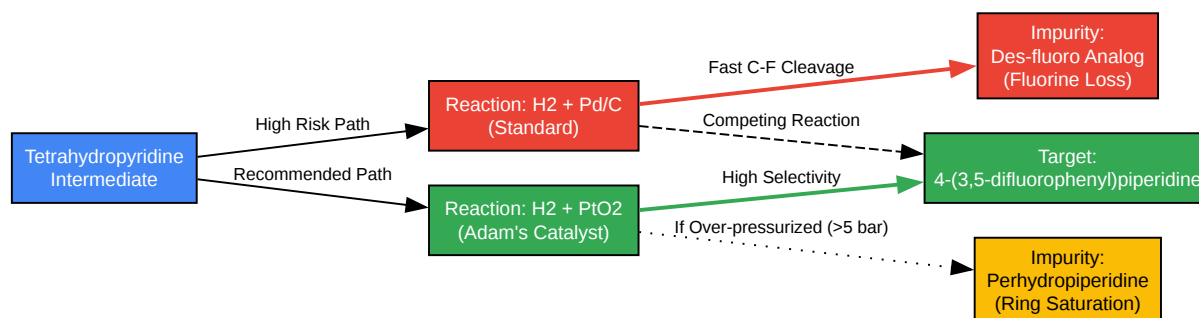 Tetrahydropyridine
Intermediate
High Risk Path
Recommended Path
Reaction: H2 + Pd/C
(Standard)
Reaction: H2 + PtO2
(Adam's Catalyst)
Fast C-F Cleavage
Competing Reaction
High Selectivity
If Over-pressurized (>5 bar)
Impurity:
Des-fluoro Analog
(Fluorine Loss)
Target:
4-(3,5-difluorophenyl)piperidine
Impurity:
Perhydropiperidine
(Ring Saturation)